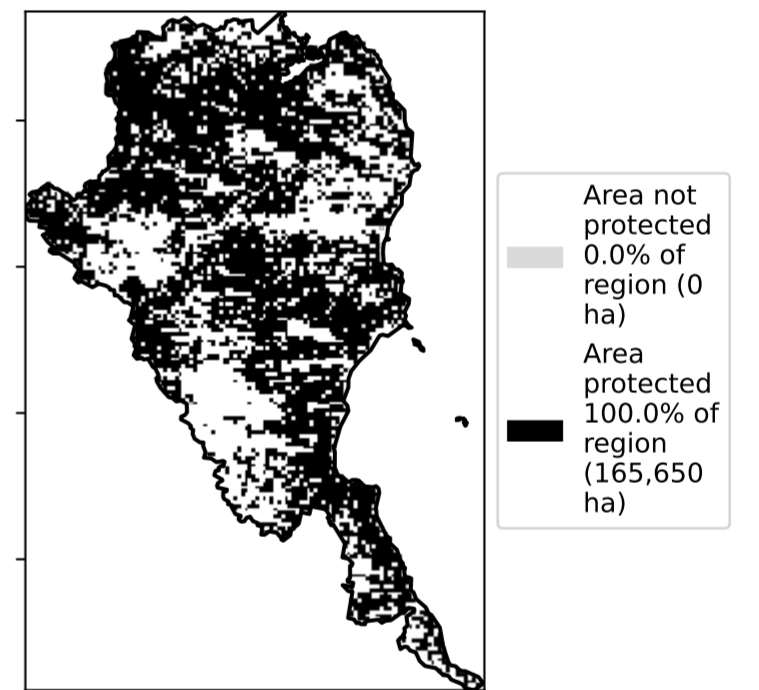 Area not
protected
0.0% of
region (0
ha)
Area
protected
100.0% of
region
(165,650
ha)